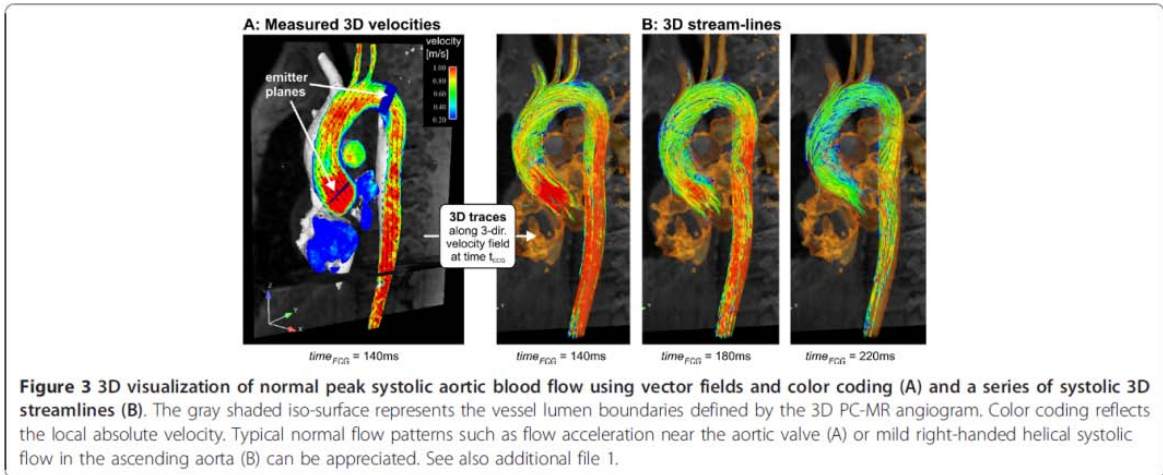 A: Measured 3D velocities
B: 3D stream-lines
velocity
[m/s]
1.00
0.80
0.60
0.40
0.20
emitter
planes
3D traces
along 3-dir.
velocity field
at time tECG
Z
Y
X
timeECG = 140ms
timeECG = 140ms
timeECG = 180ms
timeECG = 220ms
Figure 3 3D visualization of normal peak systolic aortic blood flow using vector fields and color coding (A) and a series of systolic 3D
streamlines (B). The gray shaded iso-surface represents the vessel lumen boundaries defined by the 3D PC-MR angiogram. Color coding reflects
the local absolute velocity. Typical normal flow patterns such as flow acceleration near the aortic valve (A) or mild right-handed helical systolic
flow in the ascending aorta (B) can be appreciated. See also additional file 1.